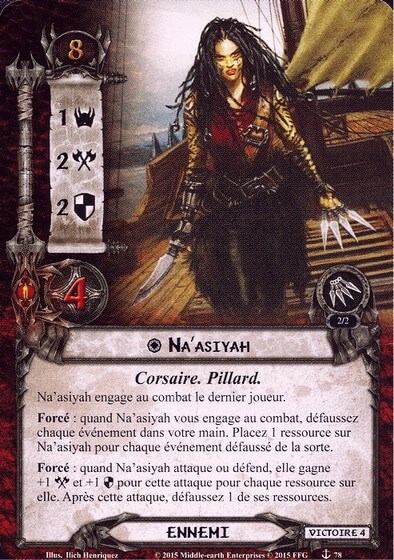 8
1
2
2
4
2/2
NA'ASIYAH
Corsaire. Pillard.
Na'asiyah engage au combat le dernier joueur.
Forcé : quand Na'asiyah vous engage au combat, défaussez
chaque événement dans votre main. Placez 1 ressource sur
Na'asiyah pour chaque événement défaussé de la sorte.
Forcé : quand Na'asiyah attaque ou défend, elle gagne
+1 et +1 pour cette attaque pour chaque ressource sur
elle. Après cette attaque, défaussez 1 de ses ressources.
ENNEMI
VICTOIRE 4
Illus. Ilich Henriquez
© 2015 Middle-earth Enterprises © 2015 FFG
78